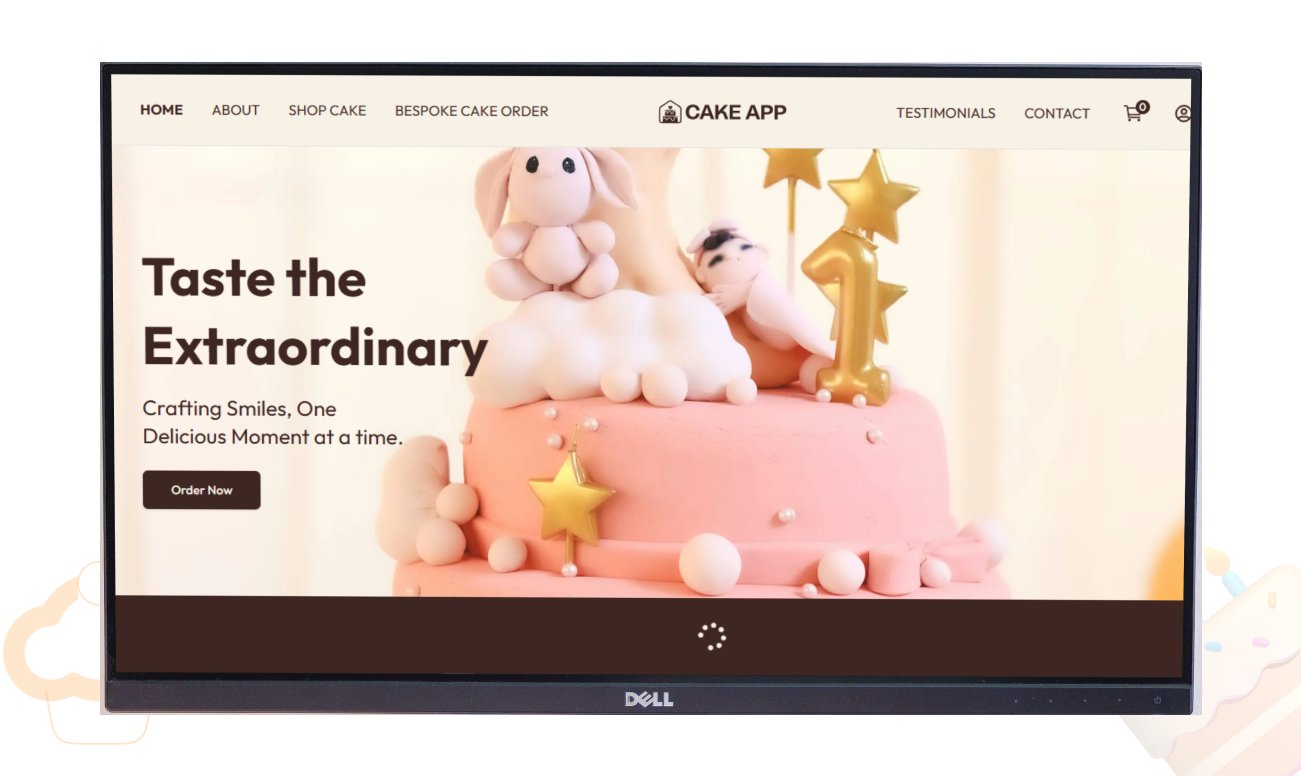 HOME ABOUT SHOP CAKE BESPOKE CAKE ORDER CAKE APP TESTIMONIALS CONTACT 0
Taste the
Extraordinary
Crafting Smiles, One
Delicious Moment at a time.
Order Now
1
DELL